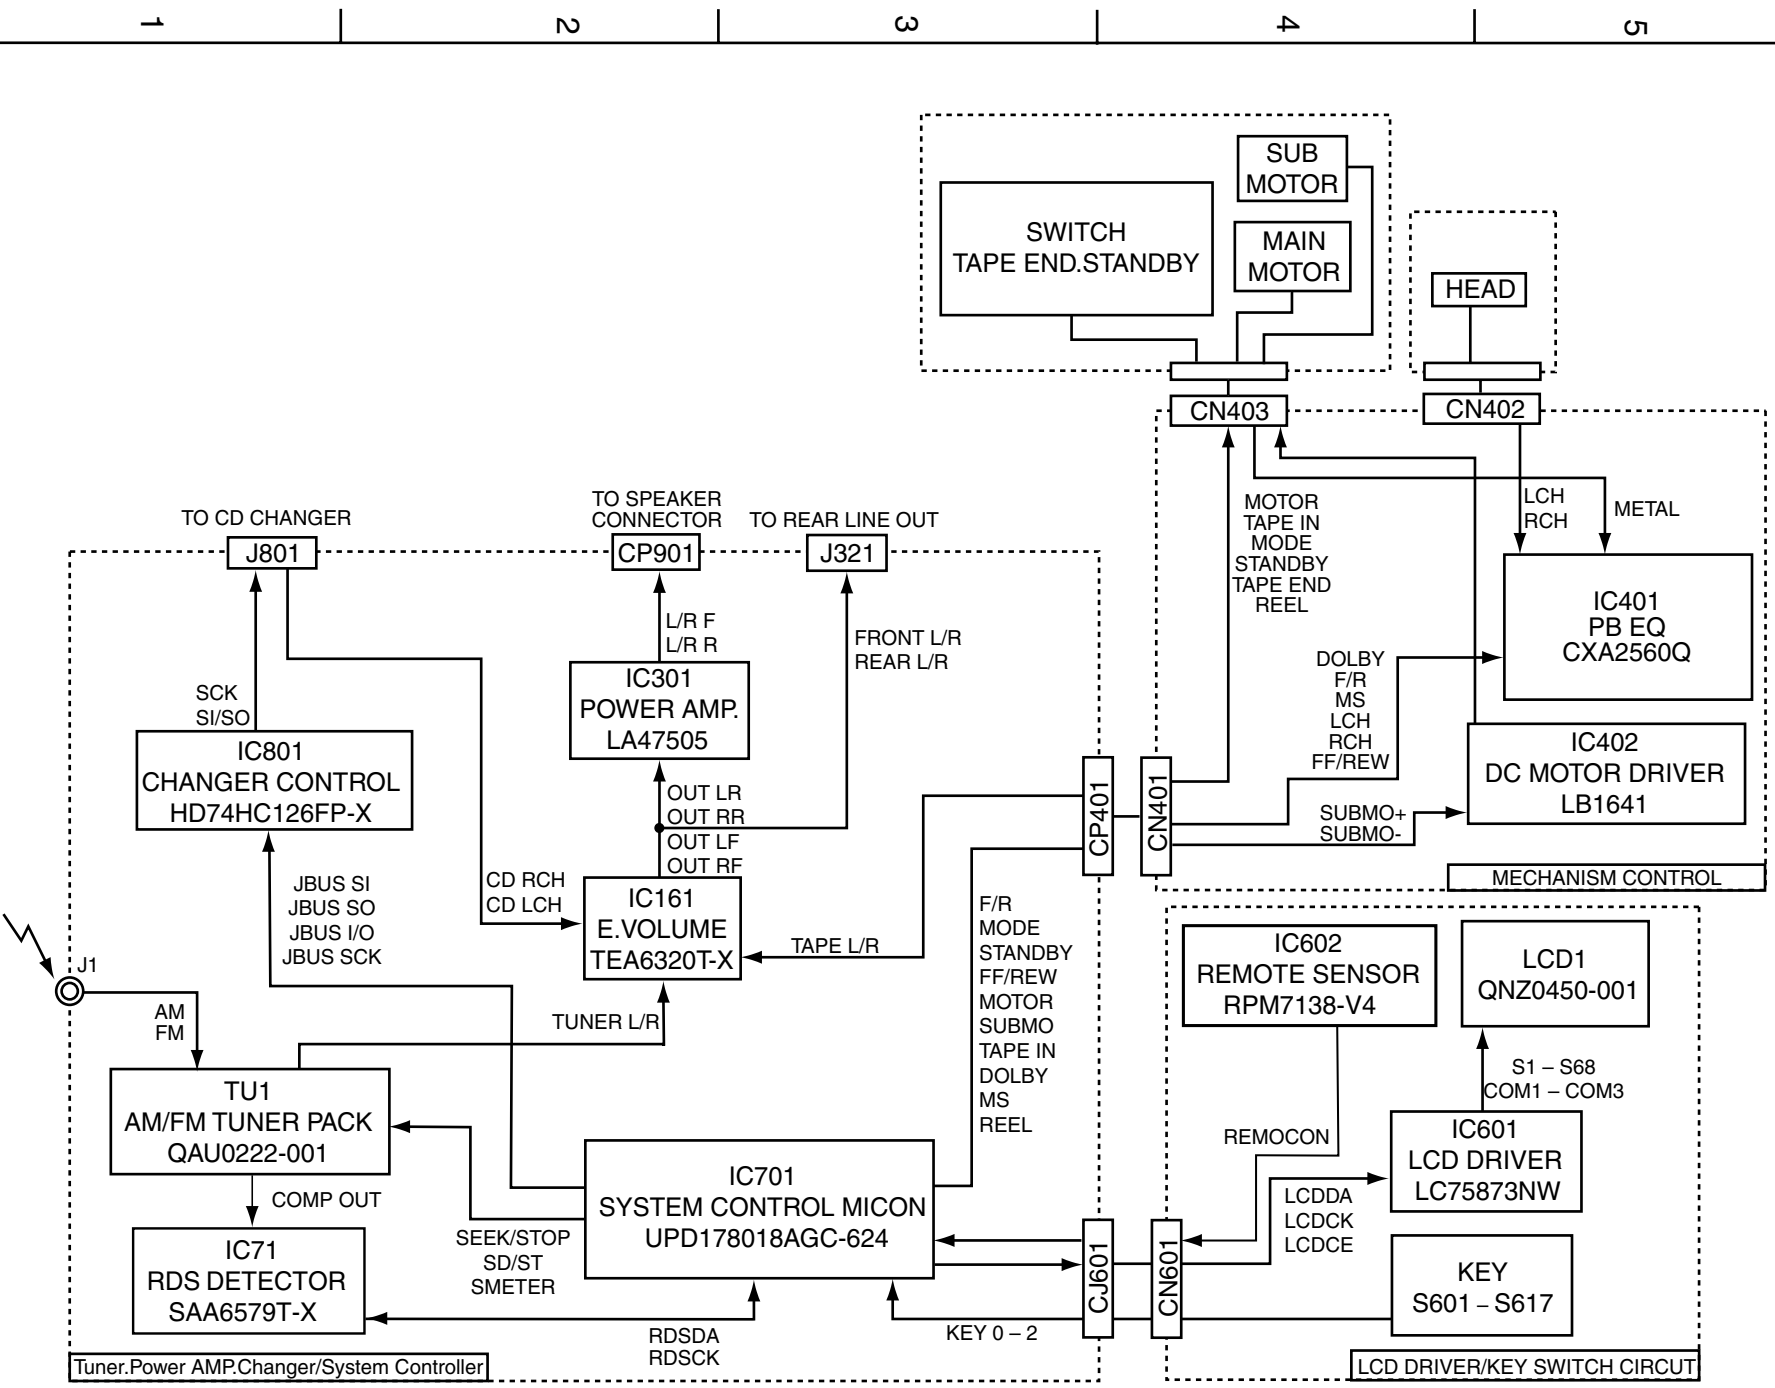 1
2
3
4
5
SUB
MOTOR
SWITCH
TAPE END.STANDBY
MAIN
MOTOR
HEAD
CN403
CN402
TO CD CHANGER
TO SPEAKER
CONNECTOR
TO REAR LINE OUT
J801
CP901
J321
MOTOR
TAPE IN
MODE
STANDBY
TAPE END
REEL
LCH
RCH
METAL
IC401
PB EQ
CXA2560Q
L/R F
L/R R
FRONT L/R
REAR L/R
SCK
SI/SO
IC301
POWER AMP.
LA47505
DOLBY
F/R
MS
LCH
RCH
FF/REW
IC801
CHANGER CONTROL
HD74HC126FP-X
IC402
DC MOTOR DRIVER
LB1641
OUT LR
OUT RR
OUT LF
OUT RF
CP401
CN401
SUBMO+
SUBMO-
MECHANISM CONTROL
JBUS SI
JBUS SO
JBUS I/O
JBUS SCK
CD RCH
CD LCH
IC161
E.VOLUME
TEA6320T-X
TAPE L/R
F/R
MODE
STANDBY
FF/REW
MOTOR
SUBMO
TAPE IN
DOLBY
MS
REEL
IC602
REMOTE SENSOR
RPM7138-V4
LCD1
QNZ0450-001
J1
AM
FM
TUNER L/R
TU1
AM/FM TUNER PACK
QAU0222-001
S1 – S68
COM1 – COM3
REMOCON
IC601
LCD DRIVER
LC75873NW
COMP OUT
IC701
SYSTEM CONTROL MICON
UPD178018AGC-624
LCDDA
LCDCK
LCDCE
IC71
RDS DETECTOR
SAA6579T-X
SEEK/STOP
SD/ST
SMETER
CJ601
CN601
KEY
S601 – S617
RDSDA
RDSCK
KEY 0 – 2
Tuner.Power AMP.Changer/System Controller
LCD DRIVER/KEY SWITCH CIRCUT